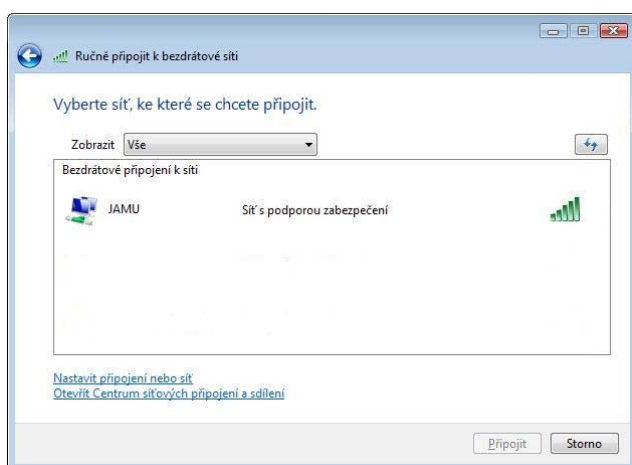 Ručně připojit k bezdrátové síti
Vyberte síť, ke které se chcete připojit.
Zobrazit Vše
Bezdrátové připojení k síti
JAMU Síť s podporou zabezpečení
Nastavit připojení nebo síť
Otevřít Centrum síťových připojení a sdílení
Připojit Storno